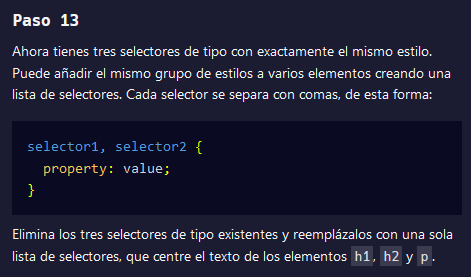 Paso 13
Ahora tienes tres selectores de tipo con exactamente el mismo estilo.
Puede añadir el mismo grupo de estilos a varios elementos creando una
lista de selectores. Cada selector se separa con comas, de esta forma:
selector1, selector2 {
  property: value;
}
Elimina los tres selectores de tipo existentes y reemplázalos con una sola
lista de selectores, que centre el texto de los elementos h1, h2 y p.